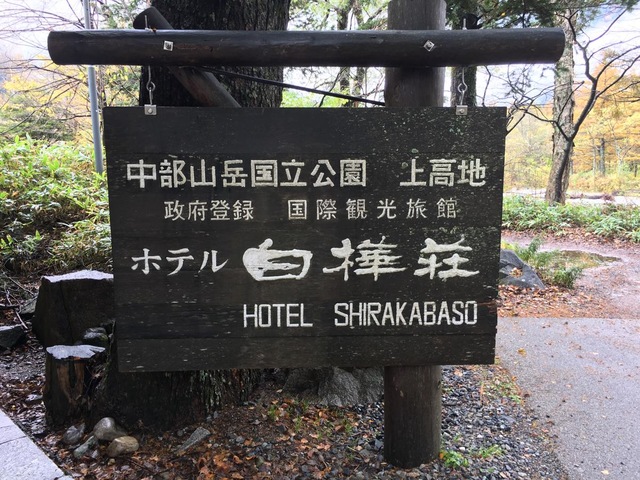 中部山岳国立公園 上高地
政府登録 国際観光旅館
ホテル 白樺荘
HOTEL SHIRAKABASO